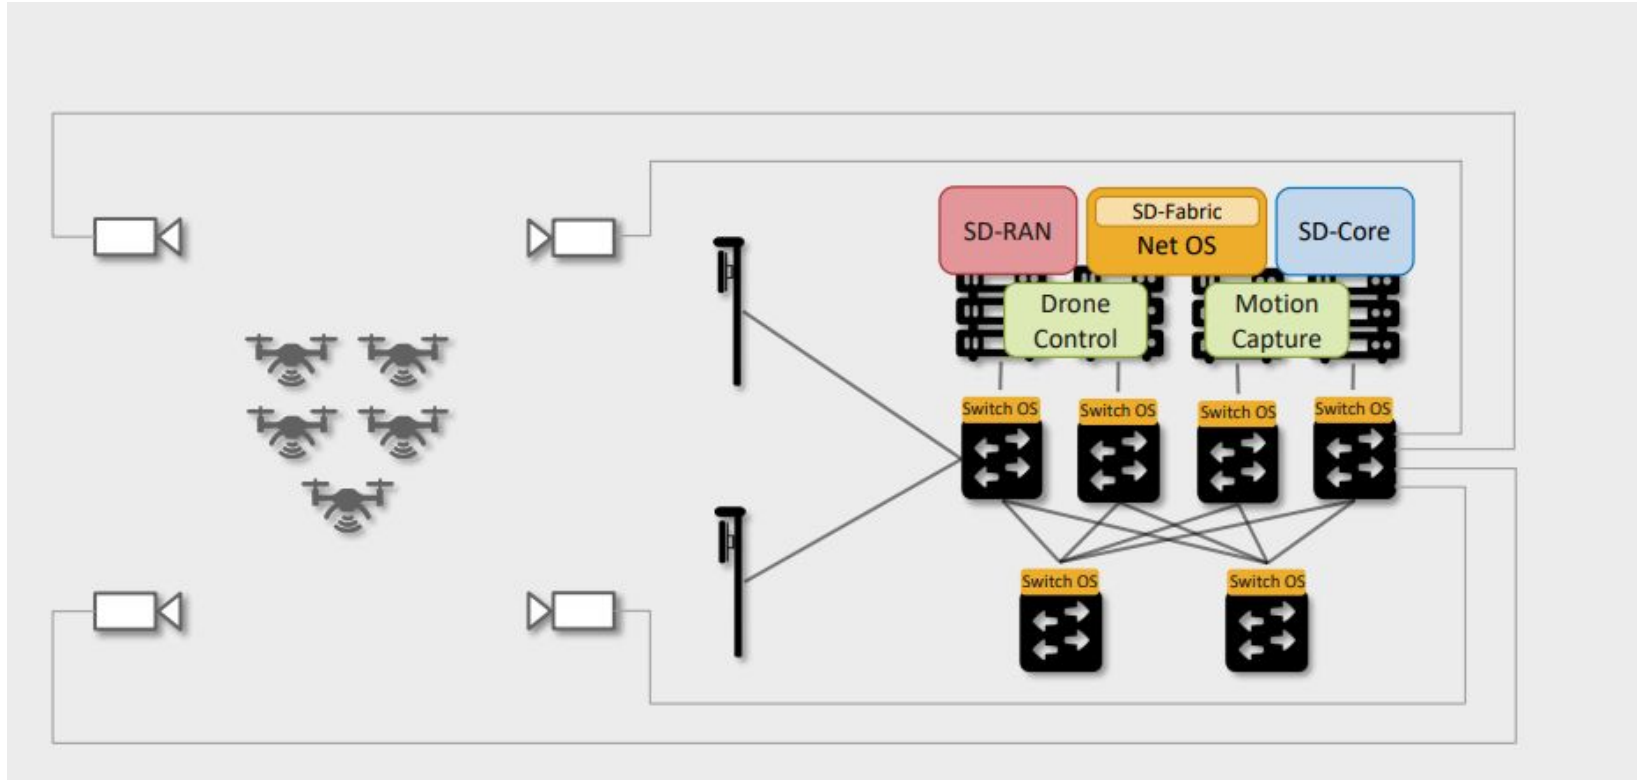 SD-RAN
SD-Fabric
Net OS
SD-Core
Drone
Control
Motion
Capture
Switch OS
Switch OS
Switch OS
Switch OS
Switch OS
Switch OS